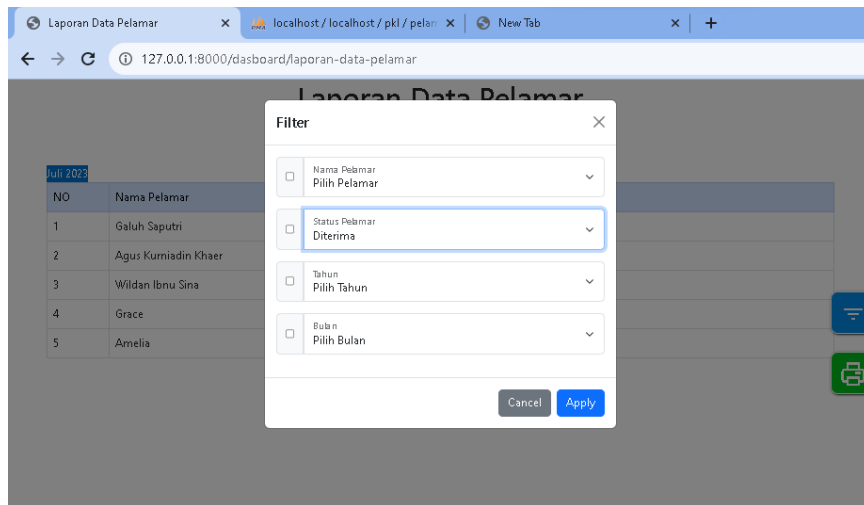 Laporan Data Pelamar
localhost / localhost / pkl / pelam
New Tab
127.0.0.1:8000/dasboard/laporan-data-pelamar
Laporan Data Pelamar
Filter
Nama Pelamar
Pilih Pelamar
Status Pelamar
Diterima
Tahun
Pilih Tahun
Bulan
Pilih Bulan
Cancel Apply
Juli 2023
NO Nama Pelamar
1 Galuh Saputri
2 Agus Kurniadin Khaer
3 Wildan Ibnu Sina
4 Grace
5 Amelia